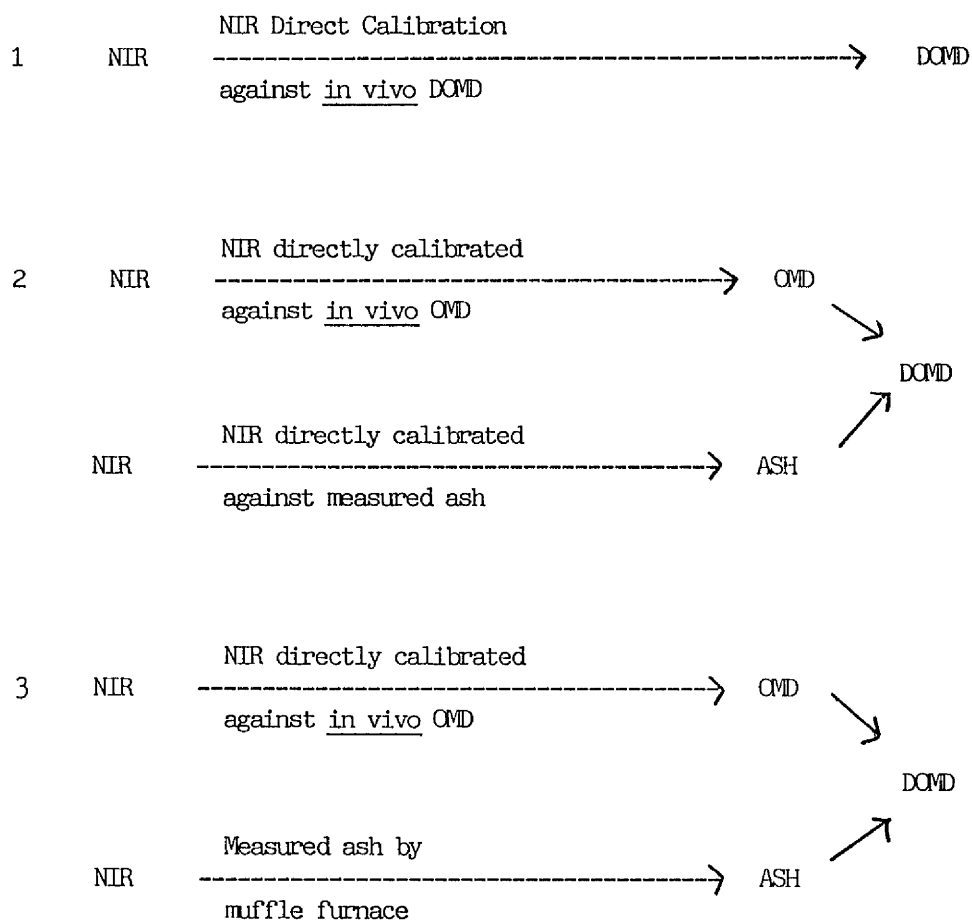 NIR Direct Calibration
1 NIR DOMD
against in vivo DOMD
NIR directly calibrated
2 NIR OMD
against in vivo OMD
DOMD
NIR directly calibrated
NIR ASH
against measured ash
NIR directly calibrated
3 NIR OMD
against in vivo OMD
DOMD
Measured ash by
NIR ASH
muffle furnace